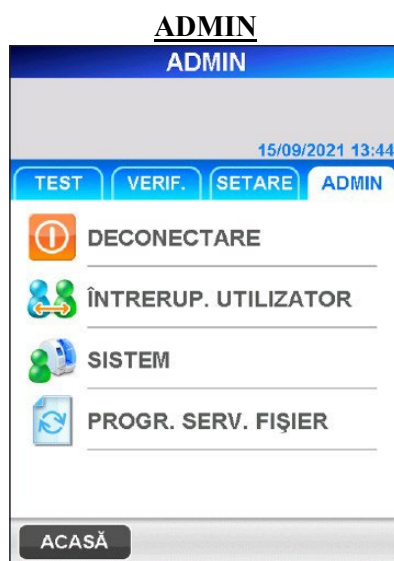 ADMIN
ADMIN
15/09/2021 13:44
TEST VERIF. SETARE ADMIN
DECONECTARE
ÎNTRERUP. UTILIZATOR
SISTEM
PROGR. SERV. FIŞIER
ACASĂ